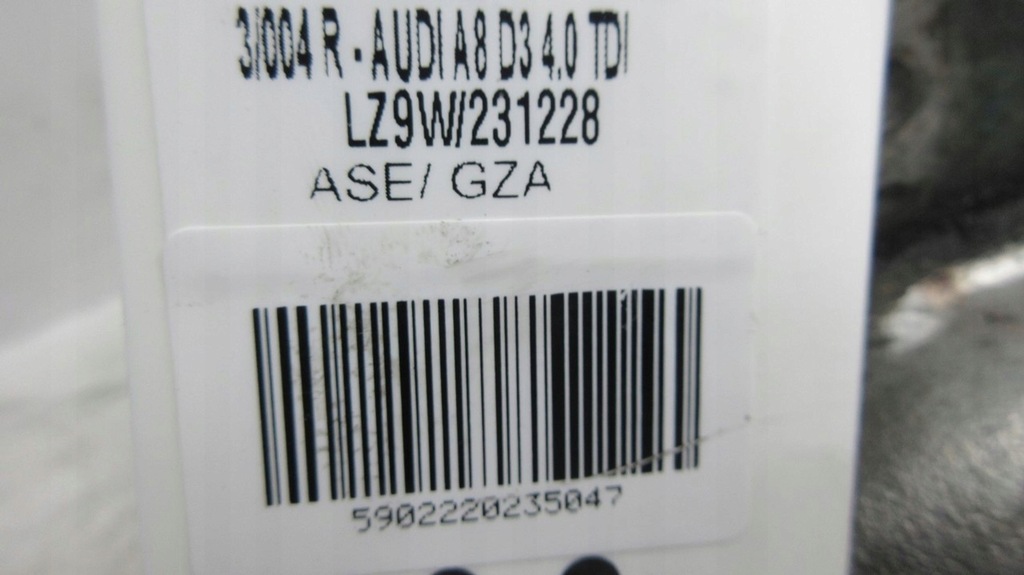 3/004 R - AUDI A8 D3 4.0 TDI
LZ9W/231228
ASE/ GZA
5902220235047